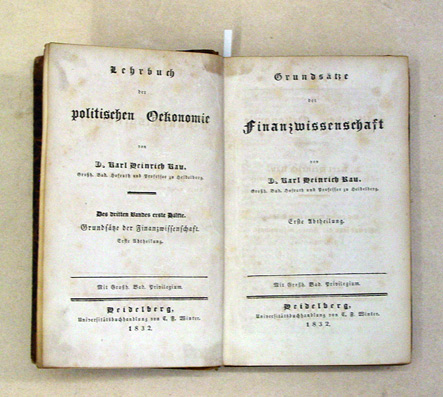 Lehrbuch
der
politischen Oekonomie
von
D. Karl Heinrich Rau.
Großh. Bad. Hofrath und Professor zu Heidelberg.
Des dritten Bandes erste Hälfte.
Grundsätze der Finanzwissenschaft.
Erste Abtheilung.
Mit Großh. Bad. Privilegium.
Heidelberg,
Universitätsbuchhandlung von C. F. Winter.
1832.
Grundsätze
der
Finanzwissenschaft
von
D. Karl Heinrich Rau.
Großh. Bad. Hofrath und Professor zu Heidelberg.
Erste Abtheilung.
Mit Großh. Bad. Privilegium.
Heidelberg,
Universitätsbuchhandlung von C. F. Winter.
1832.